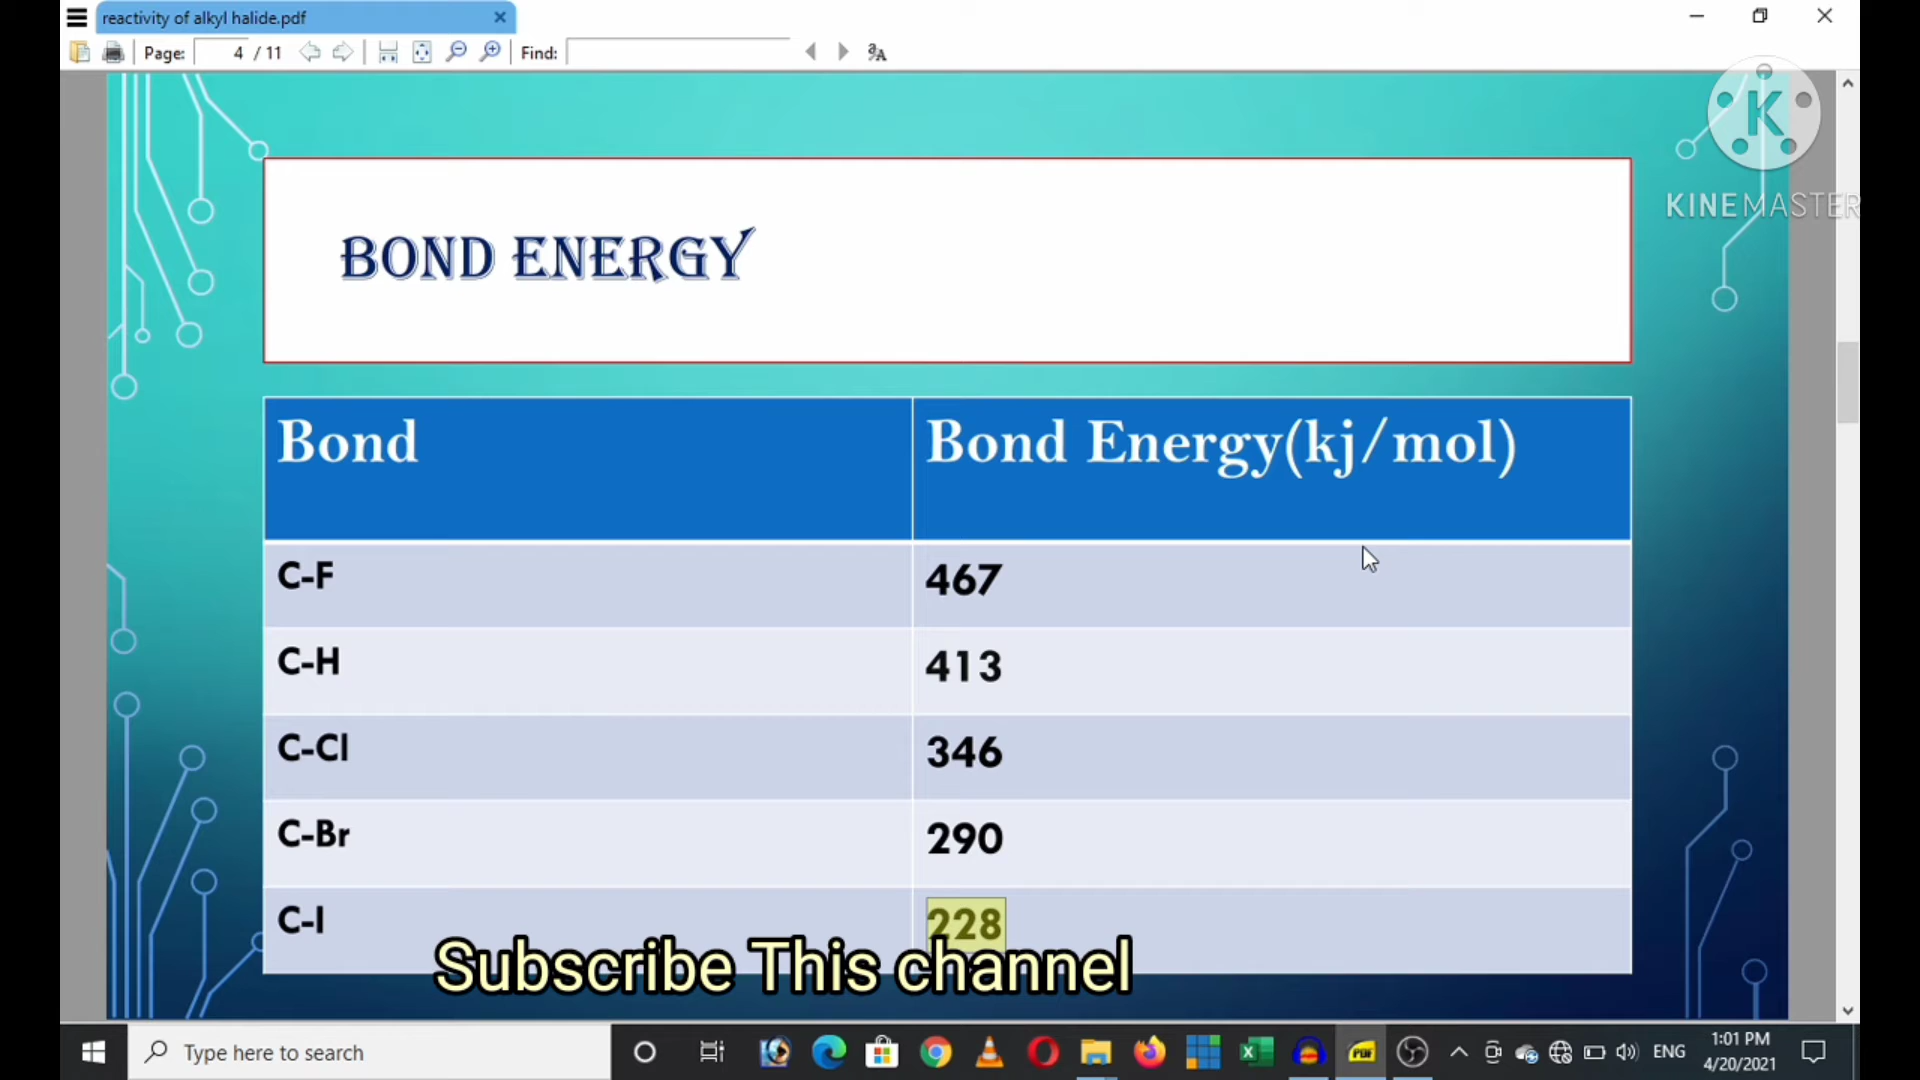 reactivity of alkyl halide.pdf
Page: 4 / 11 Find:
KINEMASTER
BOND ENERGY
Bond Bond Energy(kj/mol)
C-F 467
C-H 413
C-Cl 346
C-Br 290
C-I 228
Subscribe This channel
Type here to search
PDF
ENG
1:01 PM
4/20/2021